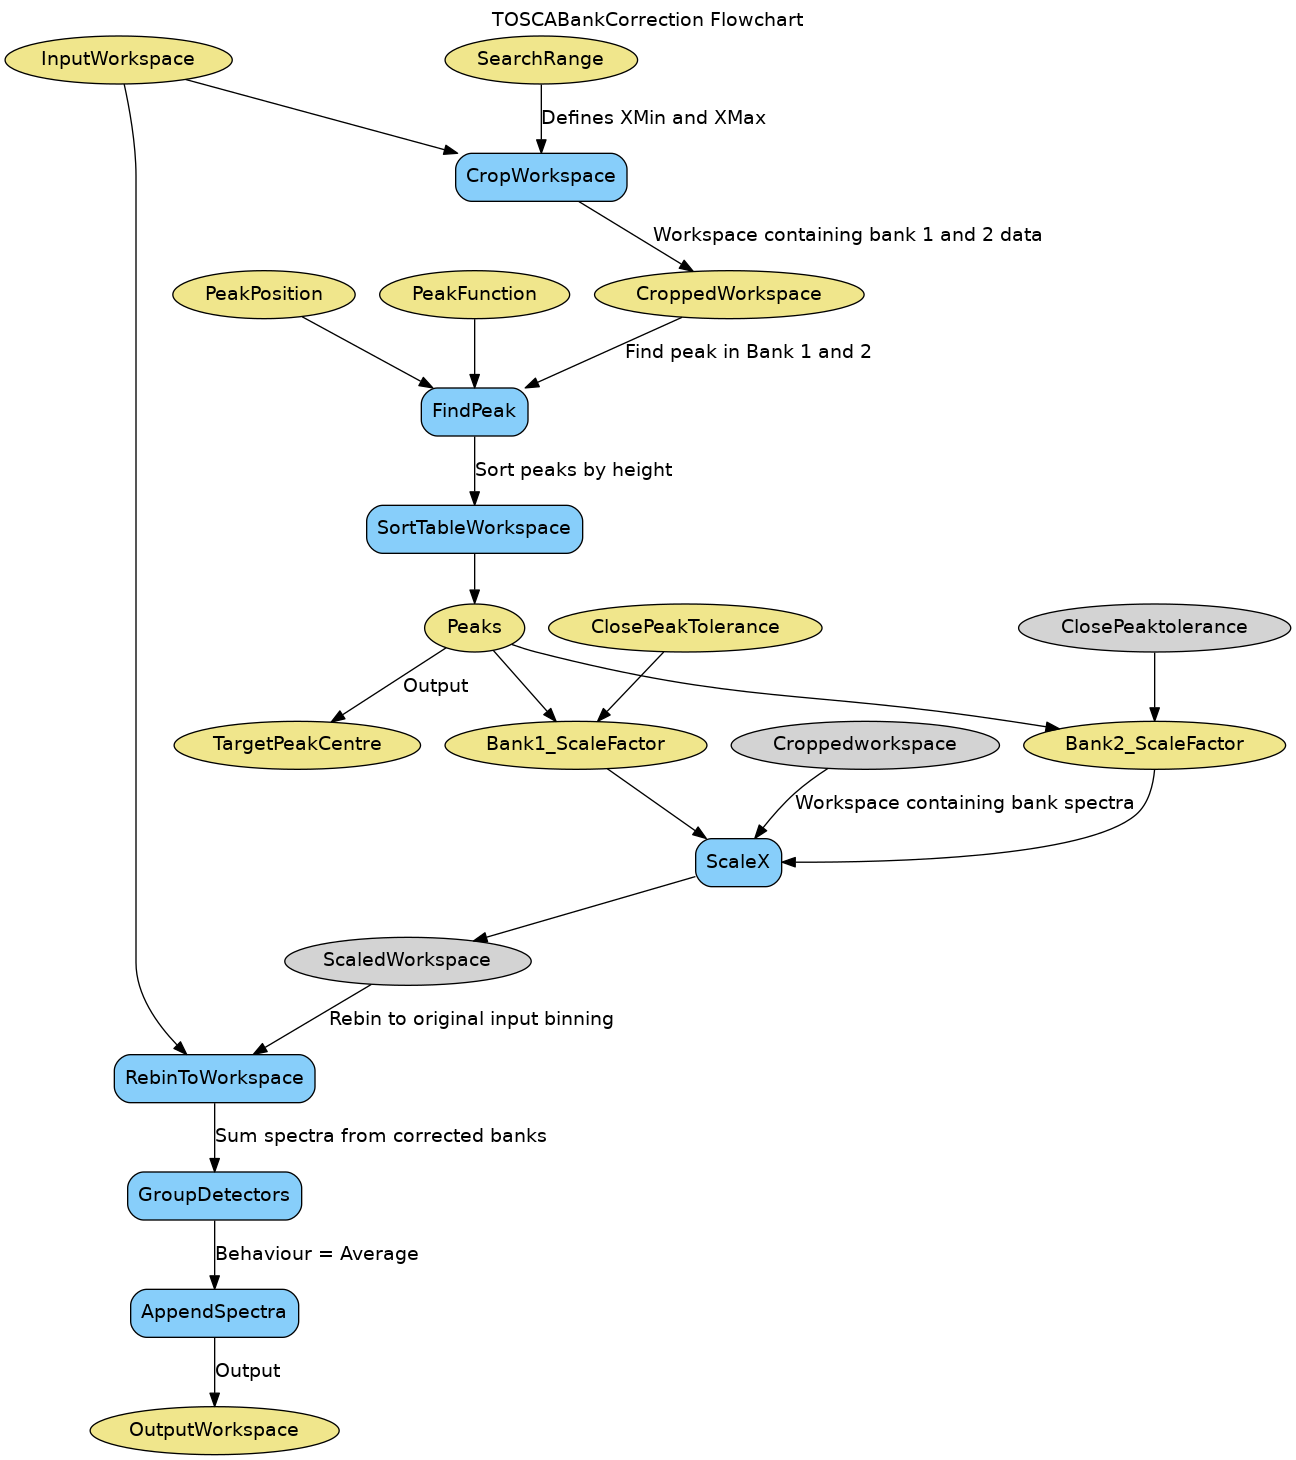 TOSCABankCorrection Flowchart
InputWorkspace
SearchRange
Defines XMin and XMax
CropWorkspace
Workspace containing bank 1 and 2 data
PeakPosition
PeakFunction
CroppedWorkspace
Find peak in Bank 1 and 2
FindPeak
Sort peaks by height
SortTableWorkspace
Peaks
ClosePeakTolerance
ClosePeaktolerance
Output
TargetPeakCentre
Bank1_ScaleFactor
Croppedworkspace
Bank2_ScaleFactor
Workspace containing bank spectra
ScaleX
ScaledWorkspace
Rebin to original input binning
RebinToWorkspace
Sum spectra from corrected banks
GroupDetectors
Behaviour = Average
AppendSpectra
Output
OutputWorkspace